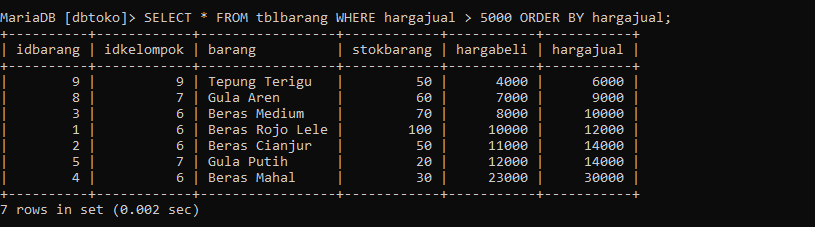 MariaDB [dbtoko]> SELECT * FROM tblbarang WHERE hargajual > 5000 ORDER BY hargajual;
+----------+------------+-----------------+------------+-----------+-----------+
| idbarang | idkelompok | barang          | stokbarang | hargabeli | hargajual |
+----------+------------+-----------------+------------+-----------+-----------+
|        9 |          9 | Tepung Terigu   |         50 |      4000 |      6000 |
|        8 |          7 | Gula Aren       |         60 |      7000 |      9000 |
|        3 |          6 | Beras Medium    |         70 |      8000 |     10000 |
|        1 |          6 | Beras Rojo Lele |        100 |     10000 |     12000 |
|        2 |          6 | Beras Cianjur   |         50 |     11000 |     14000 |
|        5 |          7 | Gula Putih      |         20 |     12000 |     14000 |
|        4 |          6 | Beras Mahal     |         30 |     23000 |     30000 |
+----------+------------+-----------------+------------+-----------+-----------+
7 rows in set (0.002 sec)